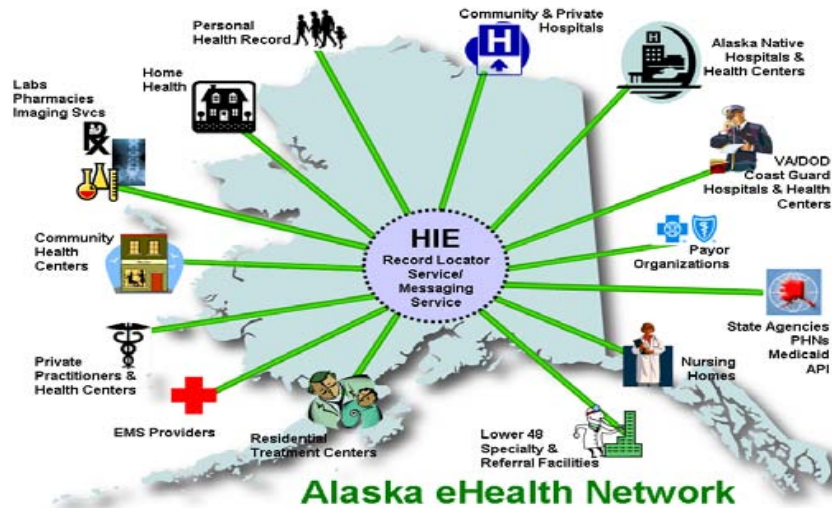 Personal
Health Record
Community & Private
Hospitals
H
H
Alaska Native
Hospitals &
Health Centers
Home
Health
Labs
Pharmacies
Imaging Svcs
Rx
VA/DOD
Coast Guard
Hospitals & Health
Centers
Community
Health
Centers
HIE
Record Locator
Service/
Messaging
Service
Payor
Organizations
State Agencies
PHNs
Medicaid
API
Private
Practitioners &
Health Centers
Nursing
Homes
EMS Providers
Residential
Treatment Centers
Lower 48
Specialty &
Referral Facilities
Alaska eHealth Network